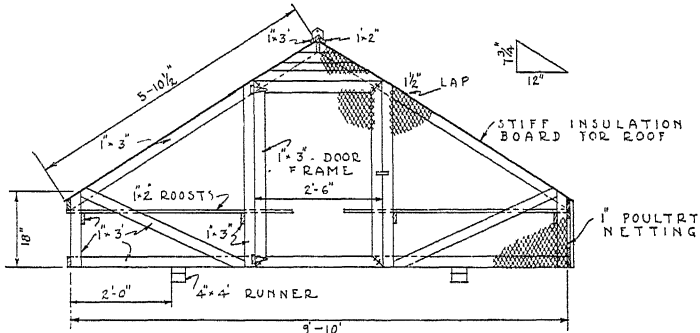 1"×3'
1'×2"
5-10½"
7¾"
12"
1½"
LAP
1"×3"
1"×3"-DOOR
FRAME
STIFF INSULATION
BOARD FOR ROOF
1"×2" ROOSTS
2'-6"
18"
1"×3'
1"×3"
1" POULTRY
NETTING
2'-0"
4"×4' RUNNER
9'-10'